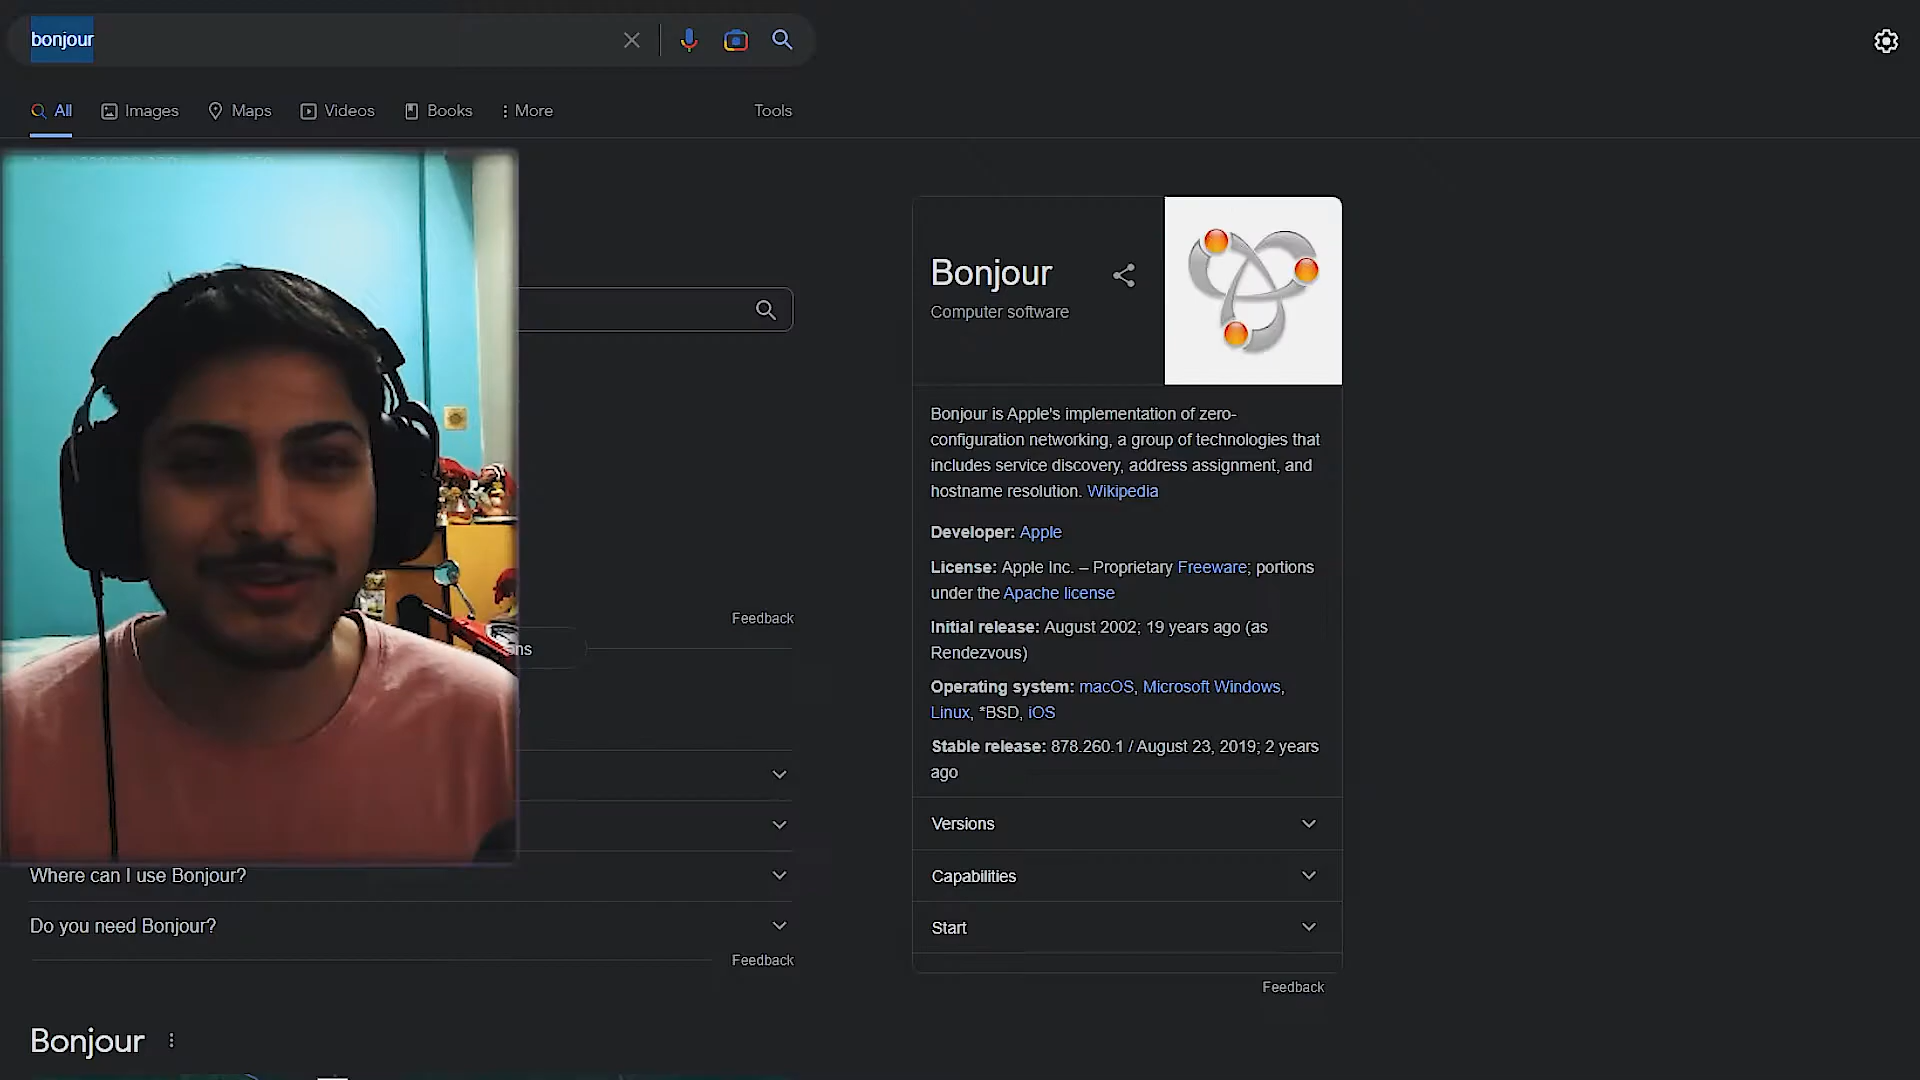 bonjour
All
Images
Maps
Videos
Books
More
Tools
Bonjour
Computer software
Bonjour is Apple's implementation of zero-
configuration networking, a group of technologies that
includes service discovery, address assignment, and
hostname resolution. Wikipedia
Developer: Apple
License: Apple Inc. – Proprietary Freeware; portions
under the Apache license
Initial release: August 2002; 19 years ago (as
Rendezvous)
Operating system: macOS, Microsoft Windows,
Linux, *BSD, iOS
Stable release: 878.260.1 / August 23, 2019; 2 years
ago
Versions
Capabilities
Start
Feedback
Feedback
ns
Where can I use Bonjour?
Do you need Bonjour?
Feedback
Bonjour